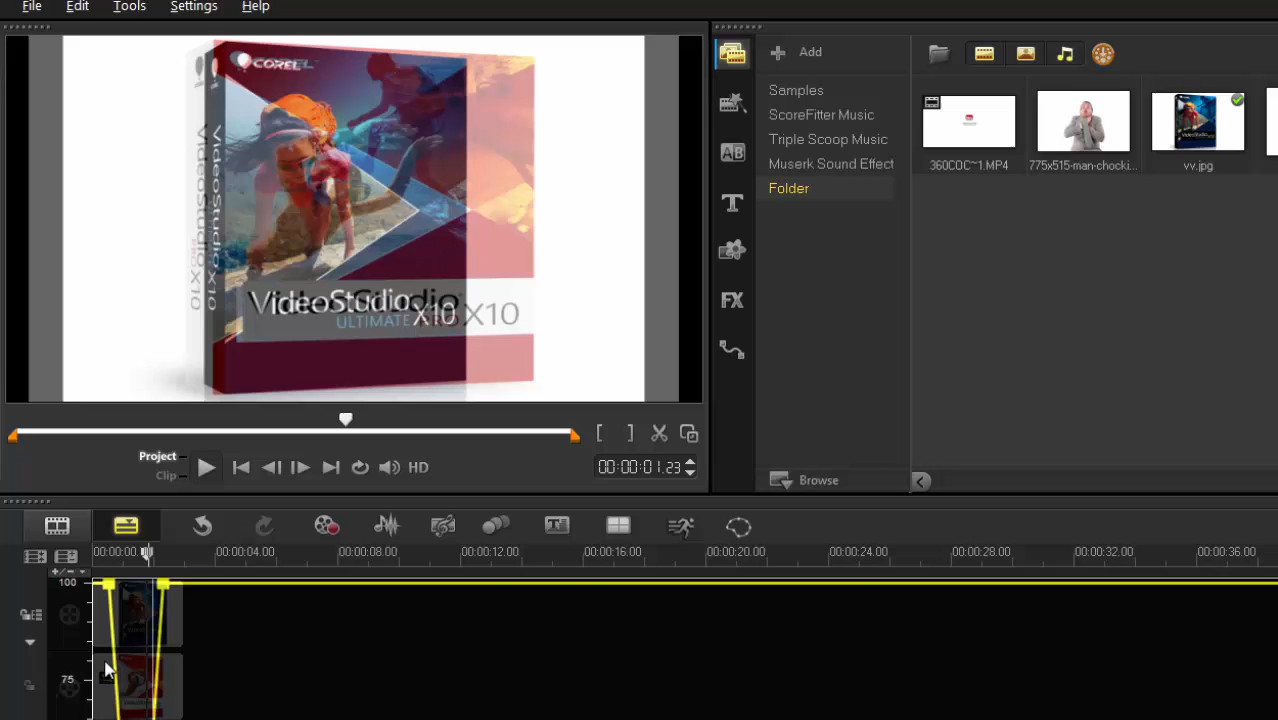 File Edit Tools Settings Help
COREL
VideoStudio X10
ULTIMATE
X10
Add
Samples
ScoreFitter Music
Triple Scoop Music
Muserk Sound Effect
Folder
360COC~1.MP4 775x515-man-chocki... vv.jpg
AB
T
FX
Browse
Project
Clip
HD
00:00:01.23
00:00:00. 00:00:04.00 00:00:08.00 00:00:12.00 00:00:16.00 00:00:20.00 00:00:24.00 00:00:28.00 00:00:32.00 00:00:36.00
100
75